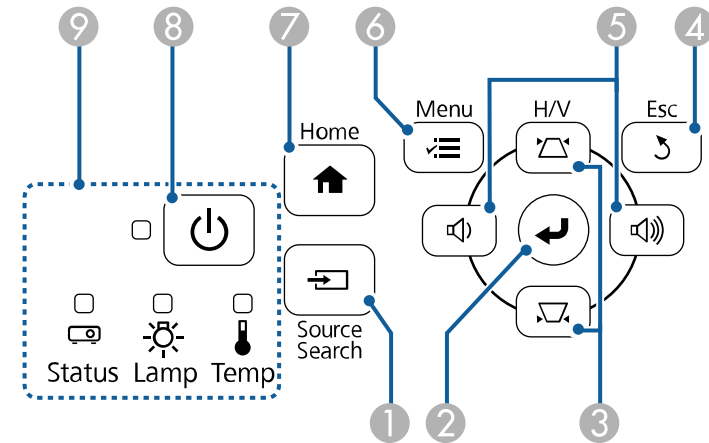 9 8 7 6 5 4
Menu H/V Esc
Home
Source
Search
Status Lamp Temp
1 2 3